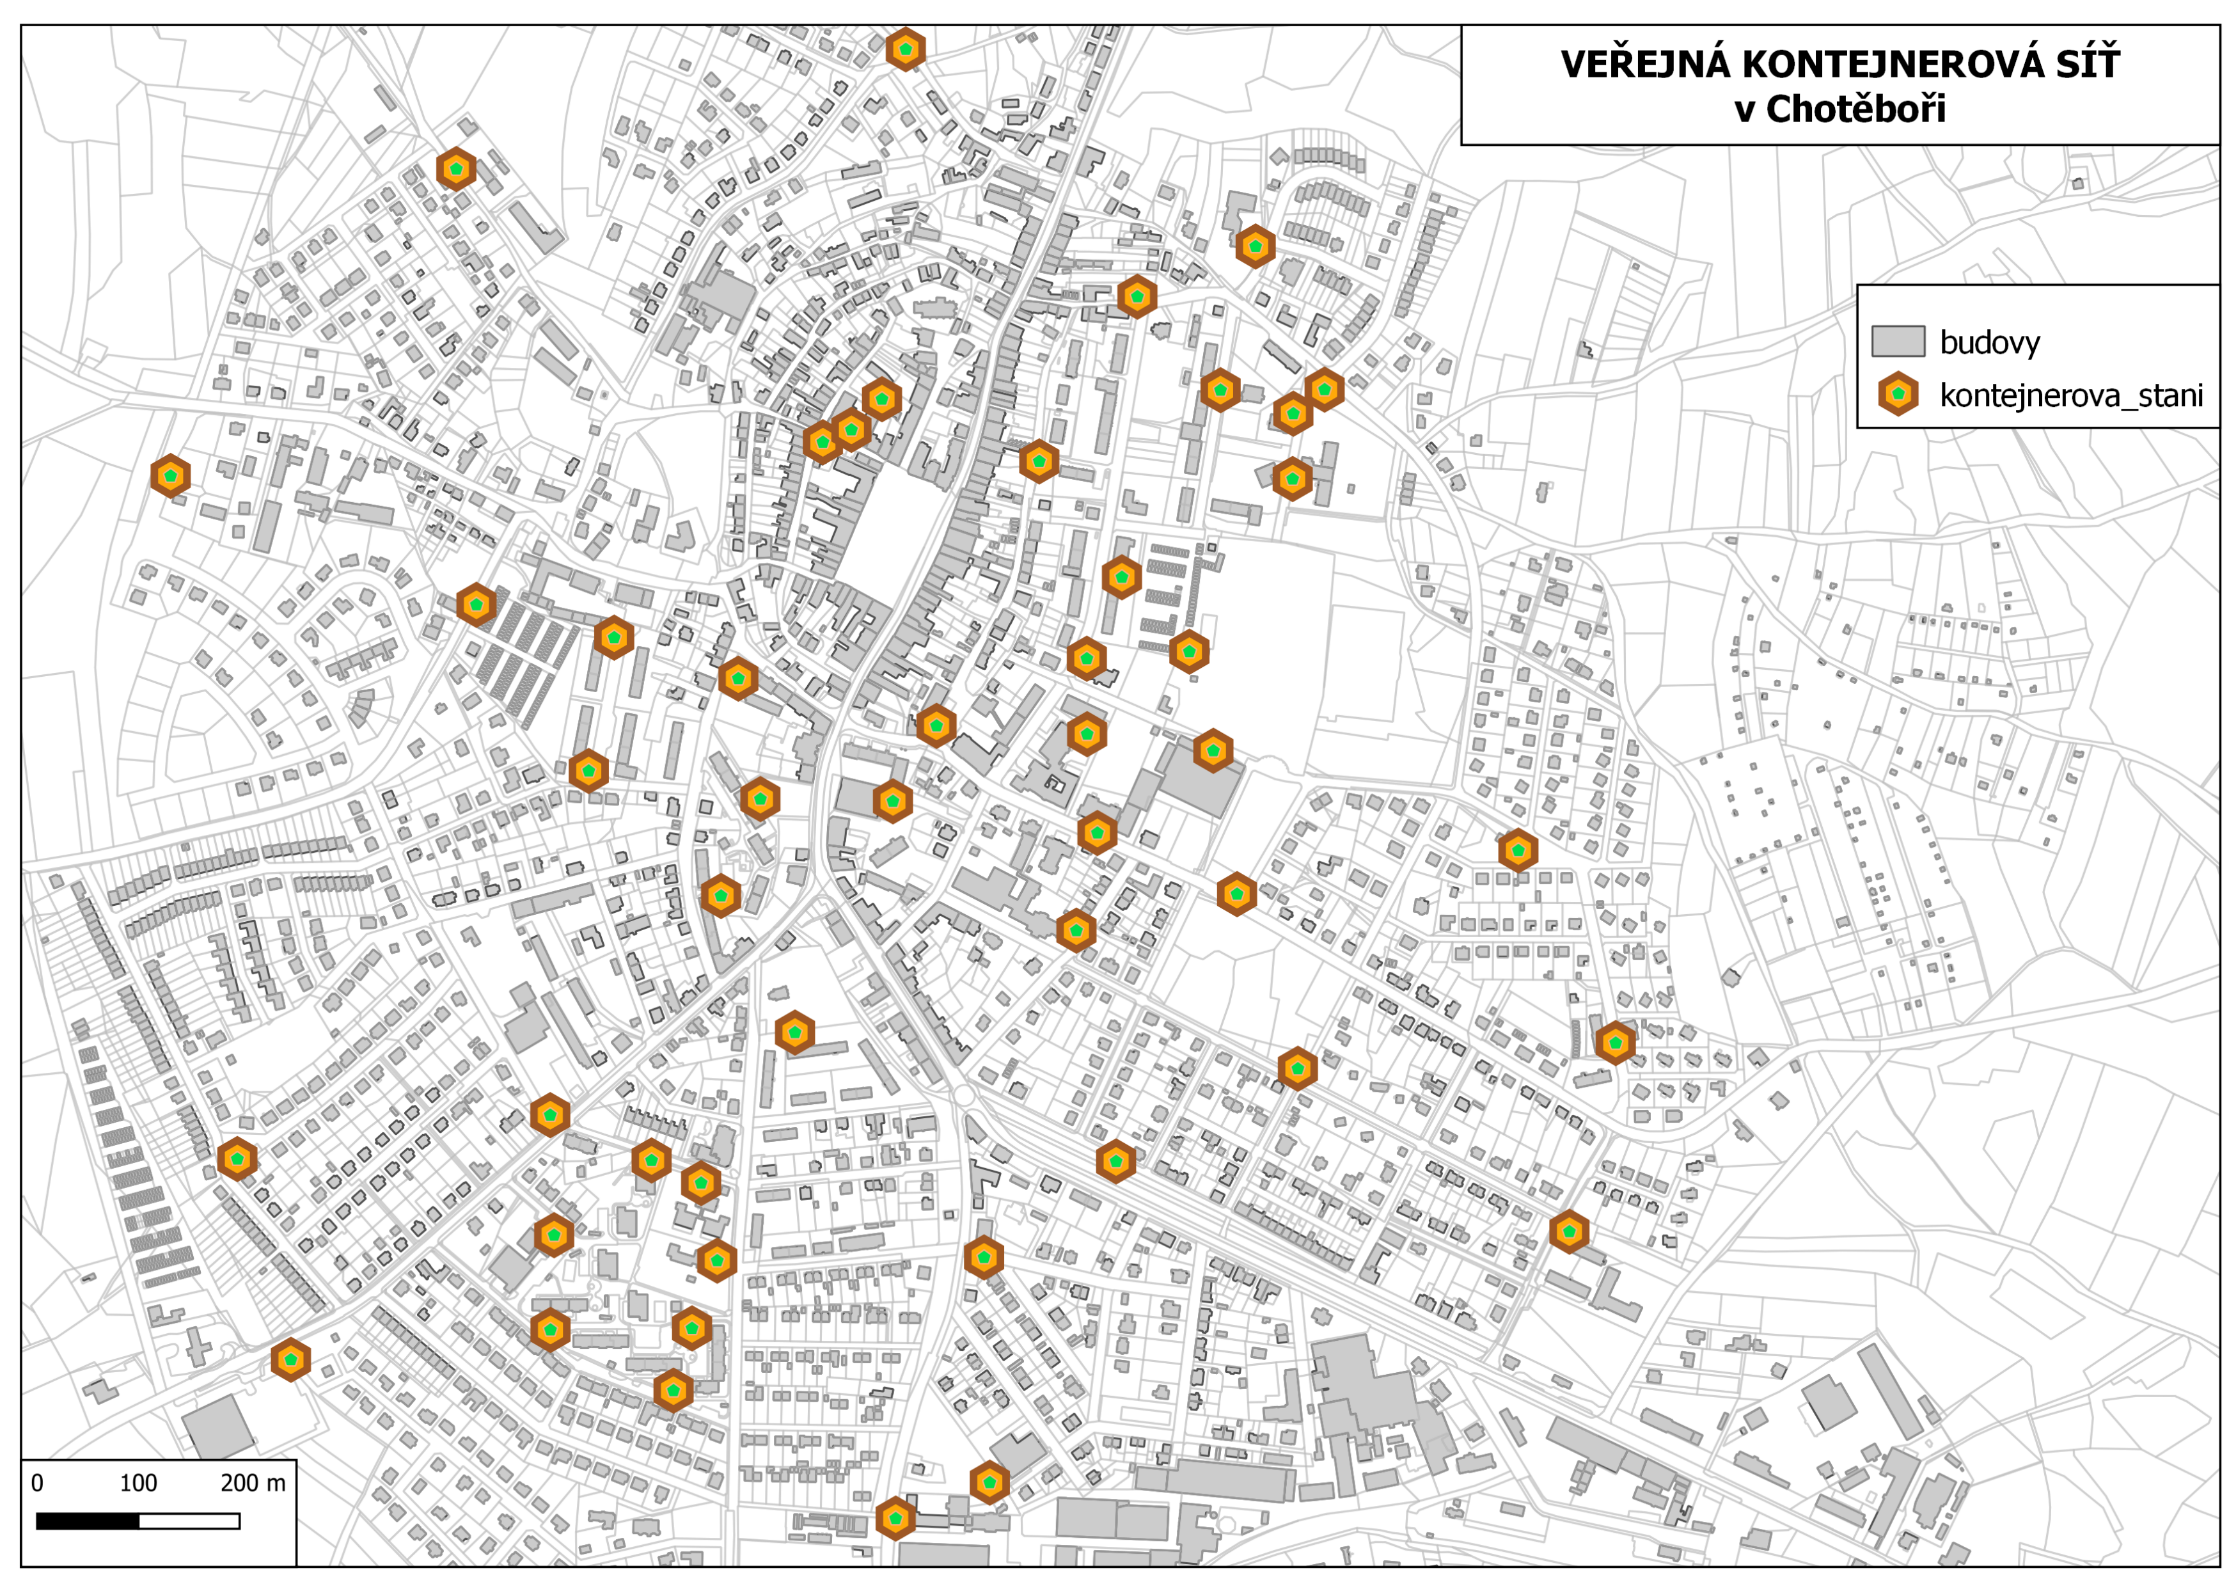 VEŘEJNÁ KONTEJNEROVÁ SÍŤ
v Chotěboři
budovy
kontejnerova_stani
0 100 200 m